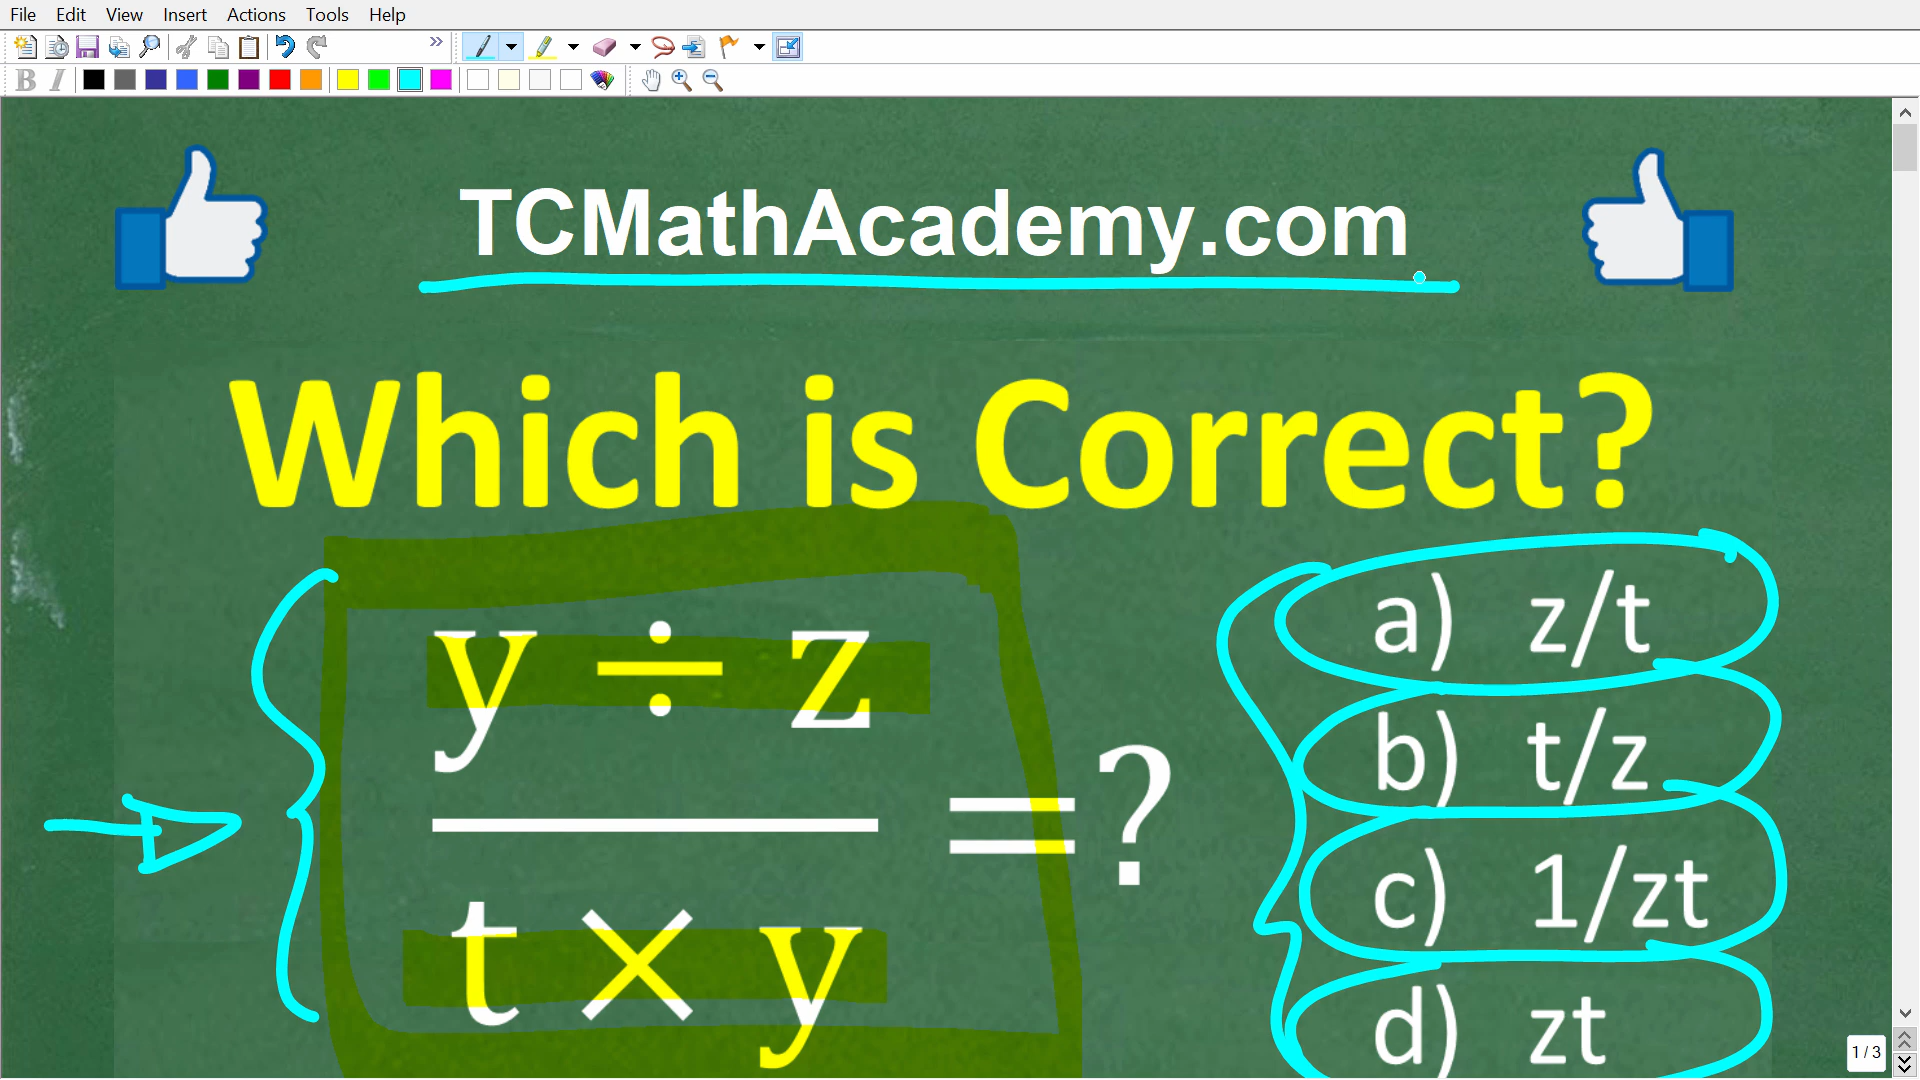 File Edit View Insert Actions Tools Help
B I
TCMathAcademy.com
Which is Correct?
y ÷ z
t × y
= ?
a) z/t
b) t/z
c) 1/zt
d) zt
1 / 3